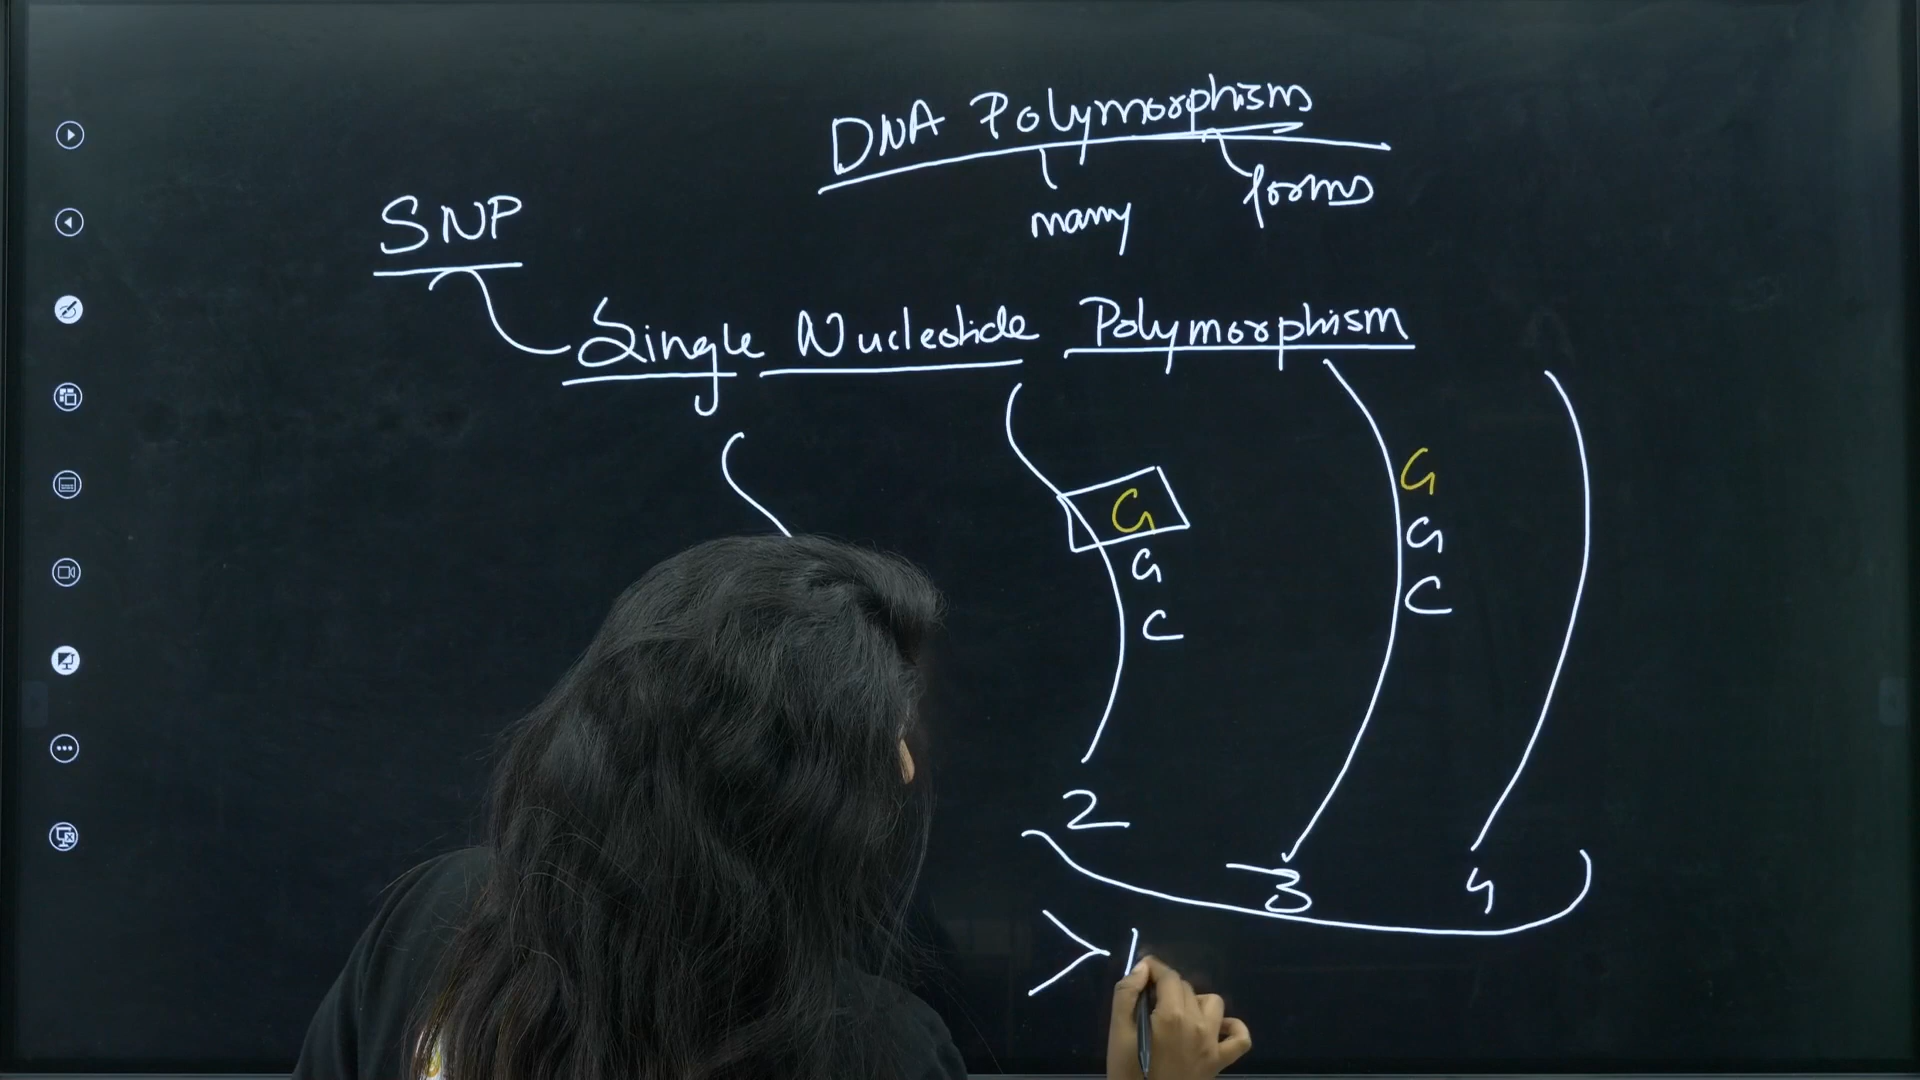 DNA Polymorphism
many forms
SNP
Single Nucleotide Polymorphism
G G
G G
C C
2 3 4
> 1